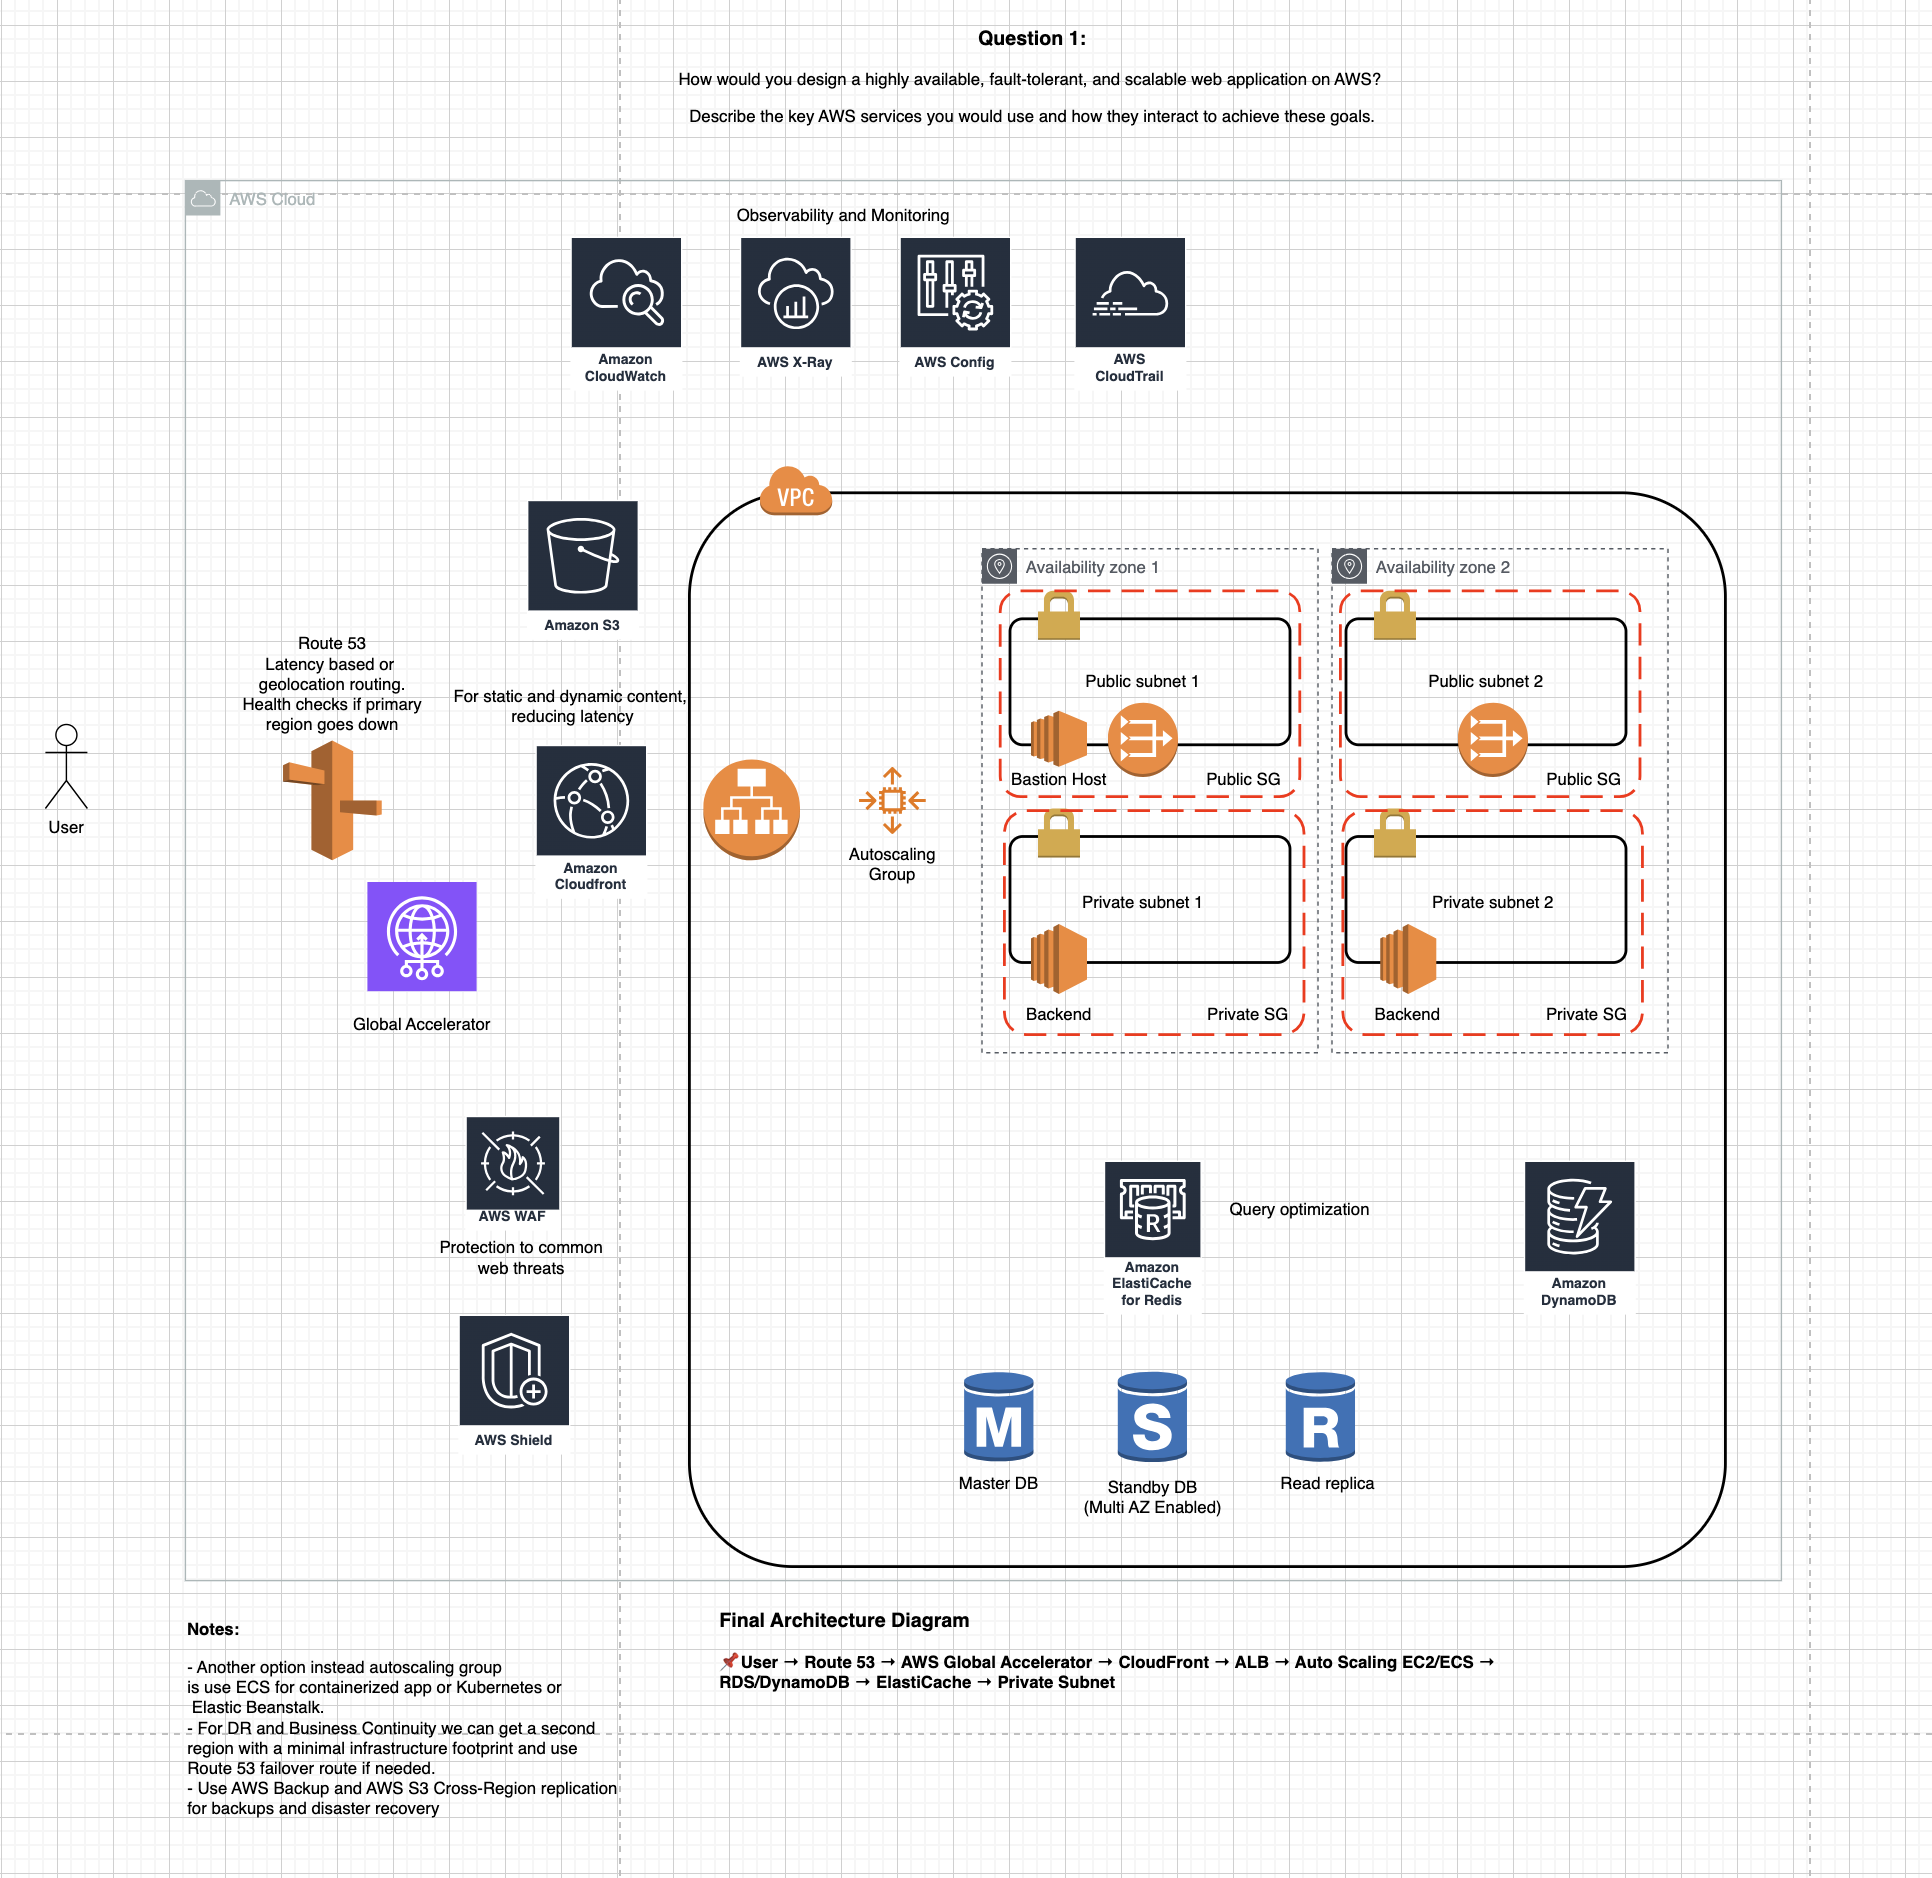 Question 1:
How would you design a highly available, fault-tolerant, and scalable web application on AWS?
Describe the key AWS services you would use and how they interact to achieve these goals.
AWS Cloud
Observability and Monitoring
Amazon
CloudWatch
AWS X-Ray
AWS Config
AWS
CloudTrail
VPC
Amazon S3
Availability zone 1
Availability zone 2
Route 53
Latency based or
geolocation routing.
Health checks if primary
region goes down
For static and dynamic content,
reducing latency
Public subnet 1
Public subnet 2
User
Amazon
Cloudfront
Autoscaling
Group
Bastion Host
Public SG
Public SG
Private subnet 1
Private subnet 2
Global Accelerator
Backend
Private SG
Backend
Private SG
AWS WAF
Protection to common
web threats
R
Query optimization
Amazon
ElastiCache
for Redis
Amazon
DynamoDB
AWS Shield
M
S
R
Master DB
Standby DB
(Multi AZ Enabled)
Read replica
Notes:
- Another option instead autoscaling group
is use ECS for containerized app or Kubernetes or
Elastic Beanstalk.
- For DR and Business Continuity we can get a second
region with a minimal infrastructure footprint and use
Route 53 failover route if needed.
- Use AWS Backup and AWS S3 Cross-Region replication
for backups and disaster recovery
Final Architecture Diagram
📌User → Route 53 → AWS Global Accelerator → CloudFront → ALB → Auto Scaling EC2/ECS →
RDS/DynamoDB → ElastiCache → Private Subnet